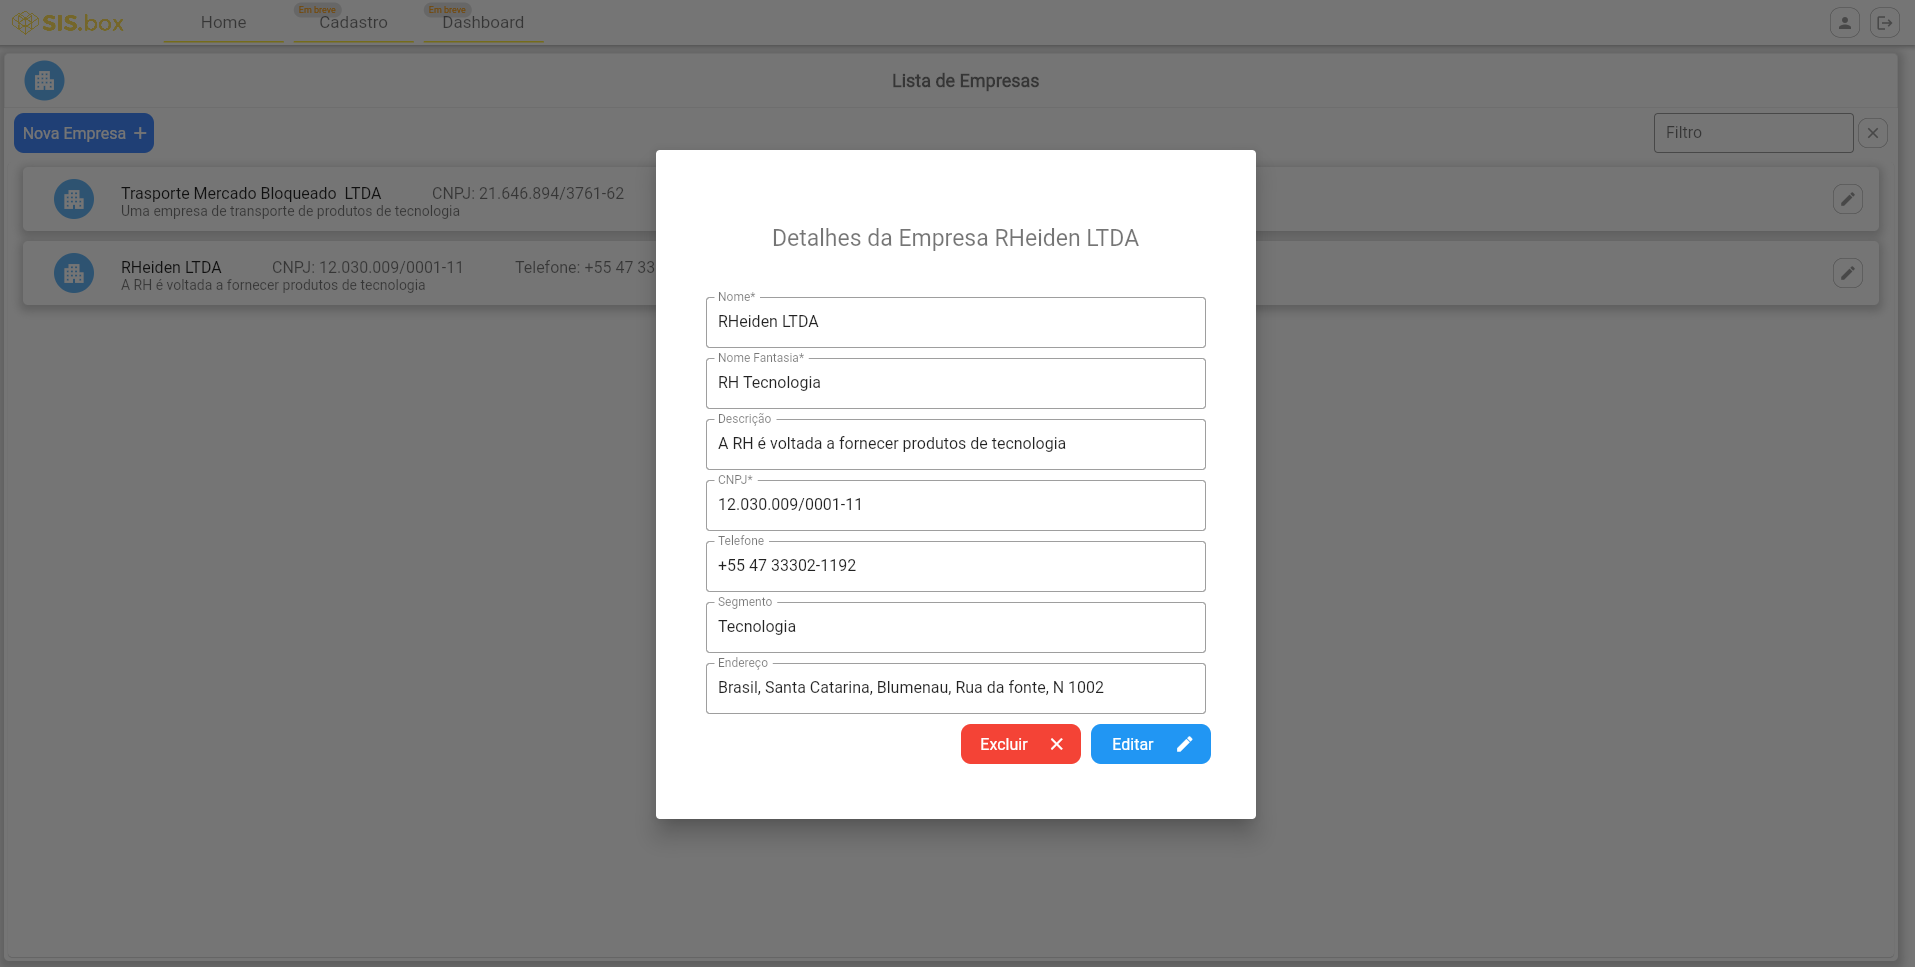 SIS.box
Home
Em breve
Cadastro
Em breve
Dashboard
Lista de Empresas
Nova Empresa +
Filtro
Trasporte Mercado Bloqueado  LTDA CNPJ: 21.646.894/3761-62
Uma empresa de transporte de produtos de tecnologia
RHeiden LTDA CNPJ: 12.030.009/0001-11 Telefone: +55 47 33
A RH é voltada a fornecer produtos de tecnologia
Detalhes da Empresa RHeiden LTDA
Nome*
RHeiden LTDA
Nome Fantasia*
RH Tecnologia
Descrição
A RH é voltada a fornecer produtos de tecnologia
CNPJ*
12.030.009/0001-11
Telefone
+55 47 33302-1192
Segmento
Tecnologia
Endereço
Brasil, Santa Catarina, Blumenau, Rua da fonte, N 1002
Excluir
Editar